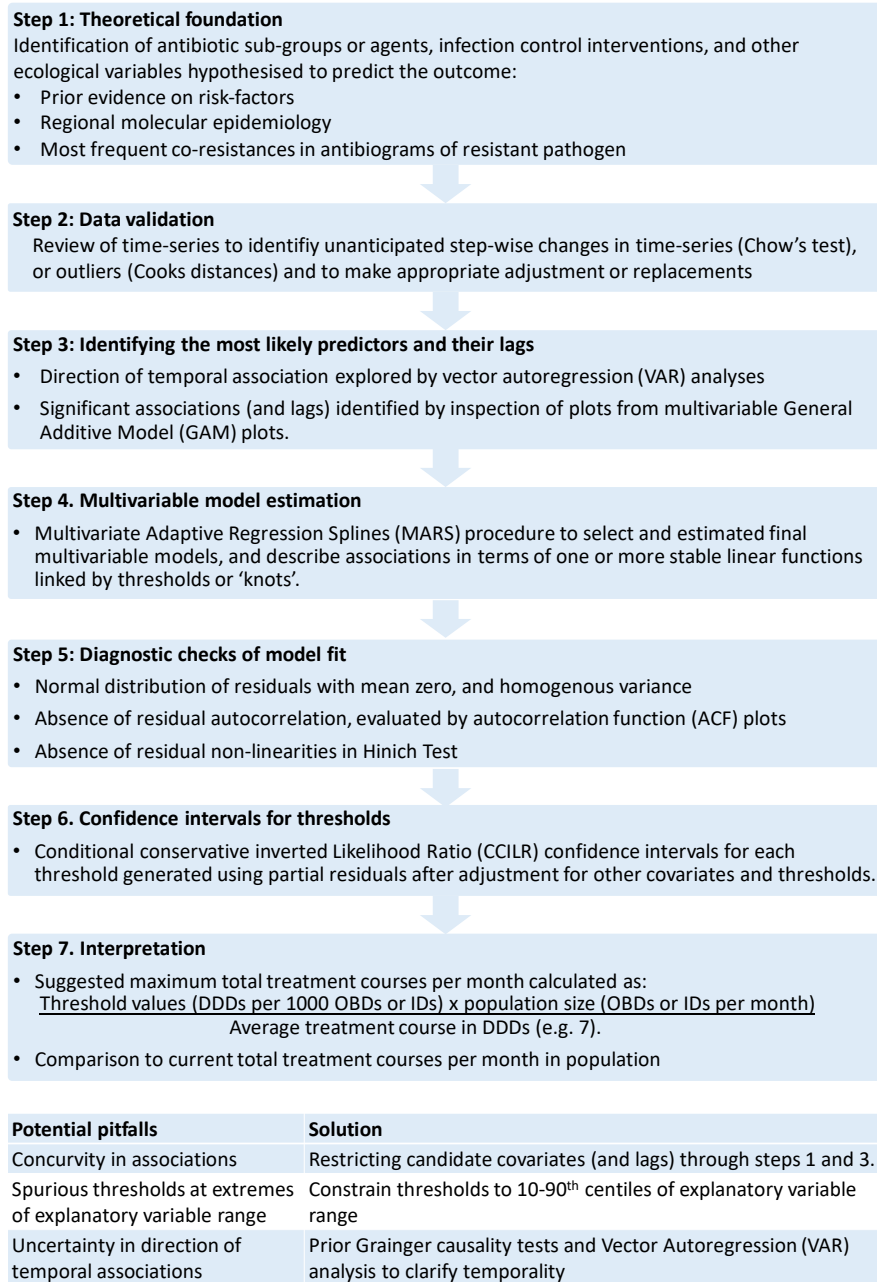 Step 1: Theoretical foundation
Identification of antibiotic sub-groups or agents, infection control interventions, and other
ecological variables hypothesised to predict the outcome:
• Prior evidence on risk-factors
• Regional molecular epidemiology
• Most frequent co-resistances in antibiograms of resistant pathogen
Step 2: Data validation
Review of time-series to identifiy unanticipated step-wise changes in time-series (Chow's test),
or outliers (Cooks distances) and to make appropriate adjustment or replacements
Step 3: Identifying the most likely predictors and their lags
• Direction of temporal association explored by vector autoregression (VAR) analyses
• Significant associations (and lags) identified by inspection of plots from multivariable General
Additive Model (GAM) plots.
Step 4. Multivariable model estimation
• Multivariate Adaptive Regression Splines (MARS) procedure to select and estimated final
multivariable models, and describe associations in terms of one or more stable linear functions
linked by thresholds or 'knots'.
Step 5: Diagnostic checks of model fit
• Normal distribution of residuals with mean zero, and homogenous variance
• Absence of residual autocorrelation, evaluated by autocorrelation function (ACF) plots
• Absence of residual non-linearities in Hinich Test
Step 6. Confidence intervals for thresholds
• Conditional conservative inverted Likelihood Ratio (CCILR) confidence intervals for each
threshold generated using partial residuals after adjustment for other covariates and thresholds.
Step 7. Interpretation
• Suggested maximum total treatment courses per month calculated as:
Threshold values (DDDs per 1000 OBDs or IDs) x population size (OBDs or IDs per month)
Average treatment course in DDDs (e.g. 7).
• Comparison to current total treatment courses per month in population
Potential pitfalls Solution
Concurvity in associations Restricting candidate covariates (and lags) through steps 1 and 3.
Spurious thresholds at extremes Constrain thresholds to 10-90th centiles of explanatory variable
of explanatory variable range range
Uncertainty in direction of Prior Grainger causality tests and Vector Autoregression (VAR)
temporal associations analysis to clarify temporality